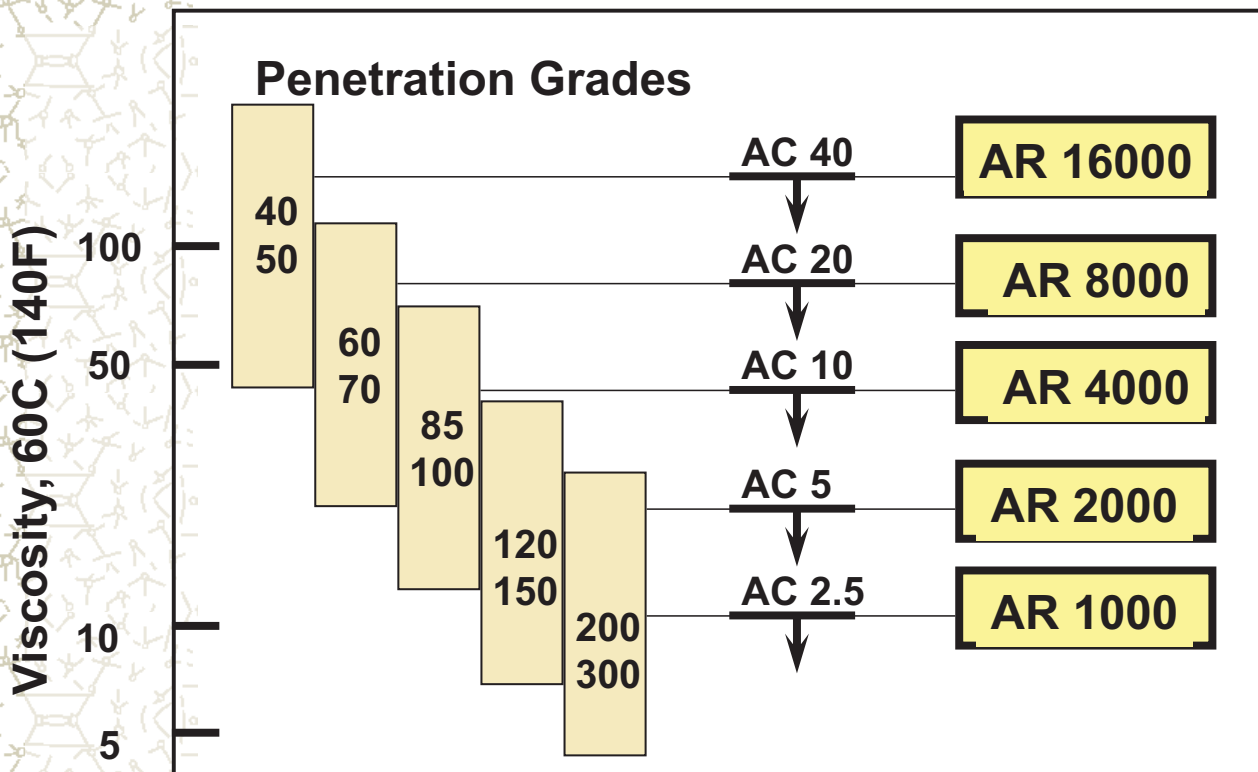 Penetration Grades
Viscosity, 60C (140F)
100
50
10
5
40
50
60
70
85
100
120
150
200
300
AC 40
AC 20
AC 10
AC 5
AC 2.5
AR 16000
AR 8000
AR 4000
AR 2000
AR 1000